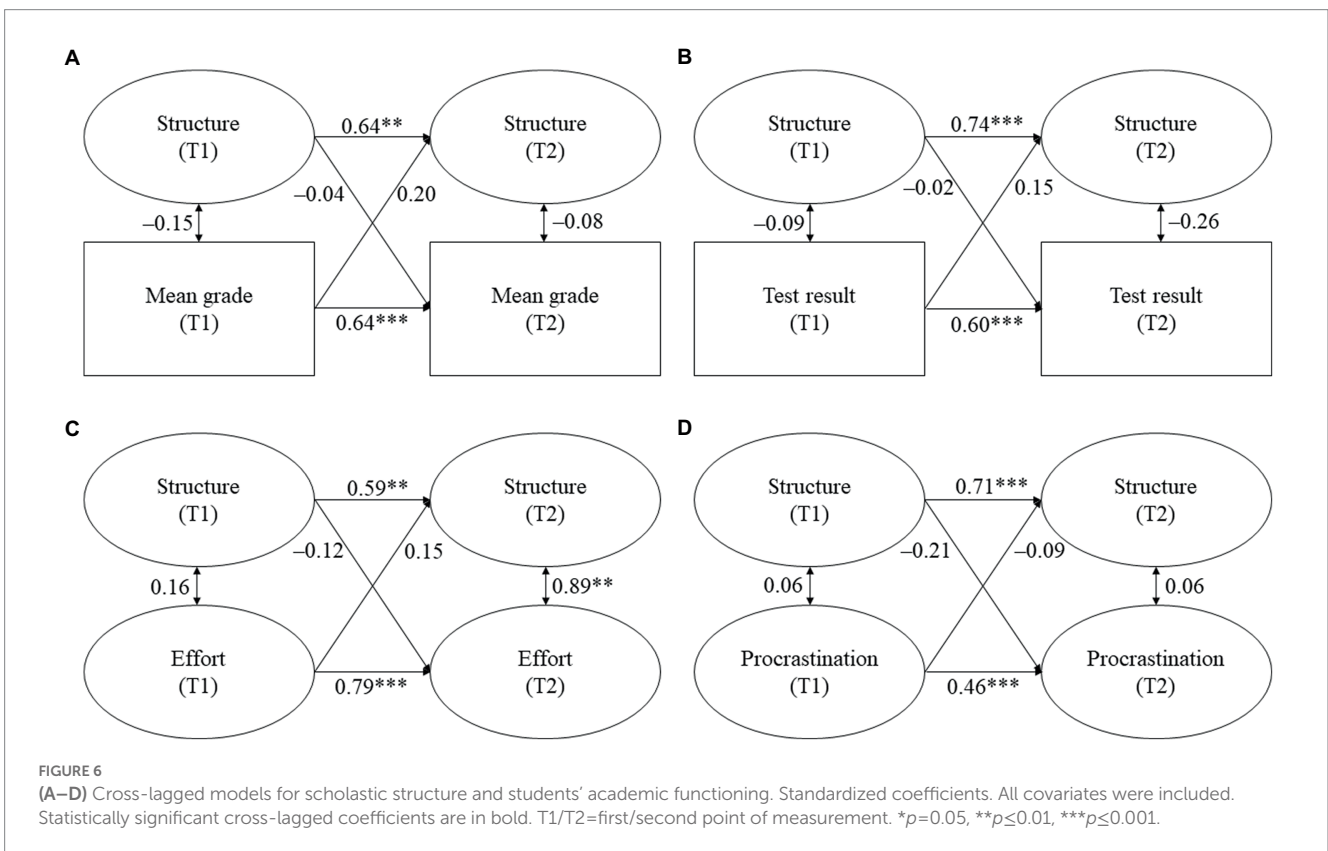 A
Structure
(T1)
0.64**
Structure
(T2)
–0.04
0.20
–0.15
–0.08
Mean grade
(T1)
0.64***
Mean grade
(T2)
B
Structure
(T1)
0.74***
Structure
(T2)
–0.02
0.15
–0.09
–0.26
Test result
(T1)
0.60***
Test result
(T2)
C
Structure
(T1)
0.59**
Structure
(T2)
–0.12
0.15
0.16
0.89**
Effort
(T1)
0.79***
Effort
(T2)
D
Structure
(T1)
0.71***
Structure
(T2)
–0.21
–0.09
0.06
0.06
Procrastination
(T1)
0.46***
Procrastination
(T2)
FIGURE 6
(A–D) Cross-lagged models for scholastic structure and students’ academic functioning. Standardized coefficients. All covariates were included.
Statistically significant cross-lagged coefficients are in bold. T1/T2=first/second point of measurement. *p=0.05, **p≤0.01, ***p≤0.001.